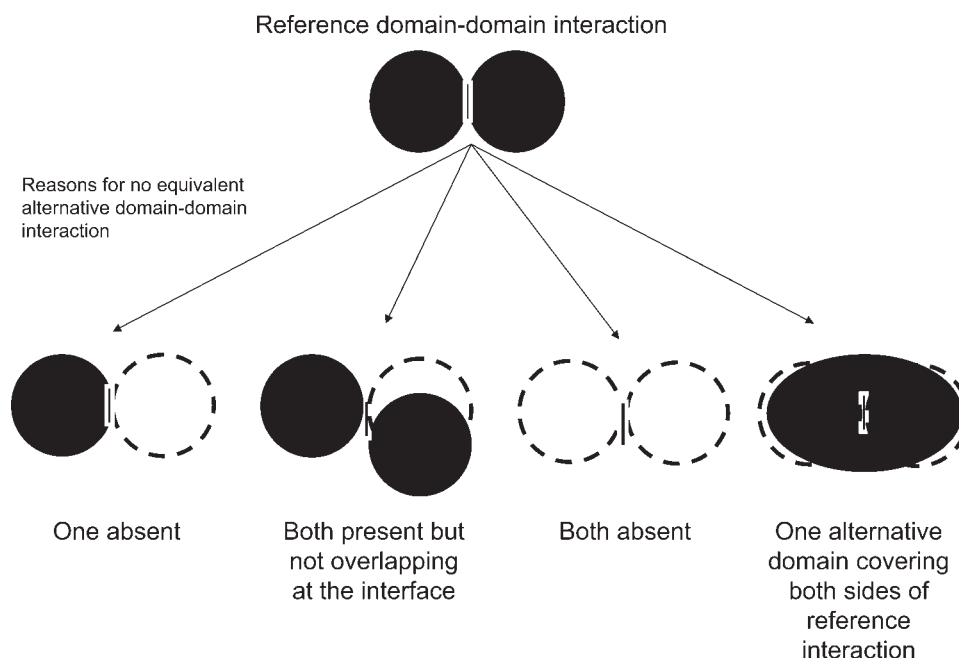 Reference domain-domain interaction
Reasons for no equivalent
alternative domain-domain
interaction
One absent
Both present but
not overlapping
at the interface
Both absent
One alternative
domain covering
both sides of
reference
interaction